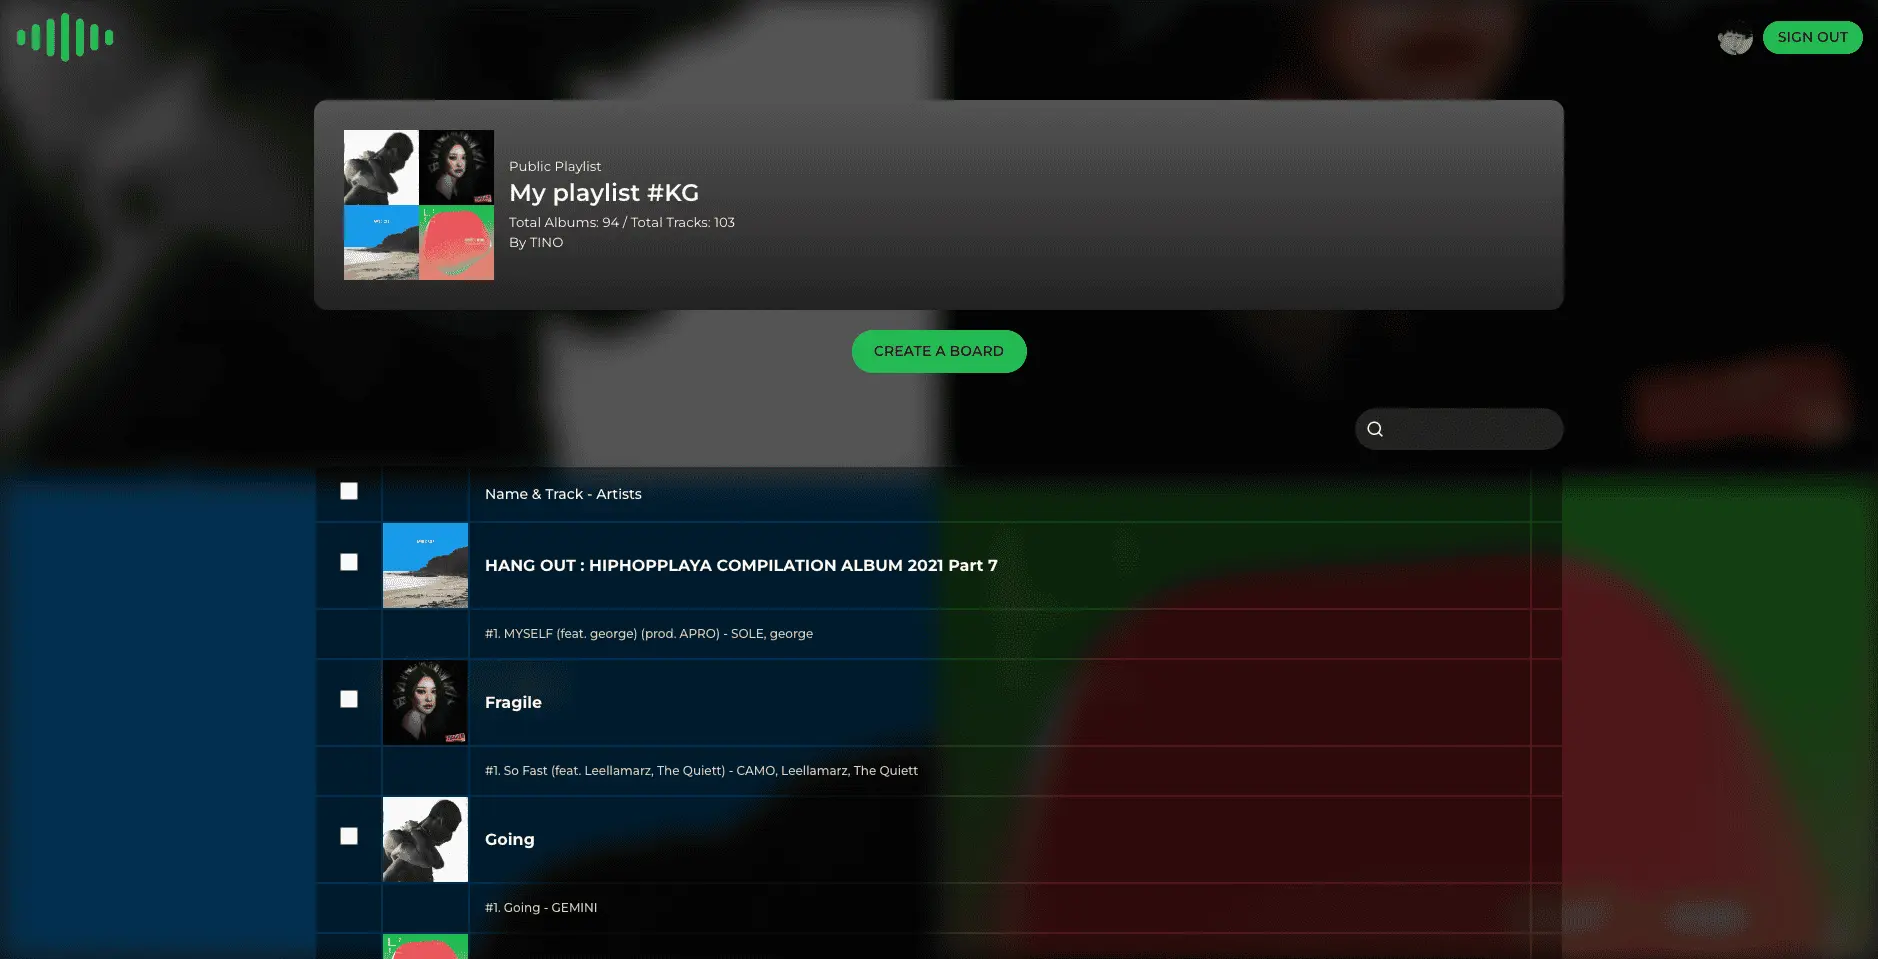 SIGN OUT
Public Playlist
My playlist #KG
Total Albums: 94 / Total Tracks: 103
By TINO
CREATE A BOARD
Name & Track - Artists
HANG OUT : HIPHOPPLAYA COMPILATION ALBUM 2021 Part 7
#1. MYSELF (feat. george) (prod. APRO) - SOLE, george
Fragile
#1. So Fast (feat. Leellamarz, The Quiett) - CAMO, Leellamarz, The Quiett
Going
#1. Going - GEMINI